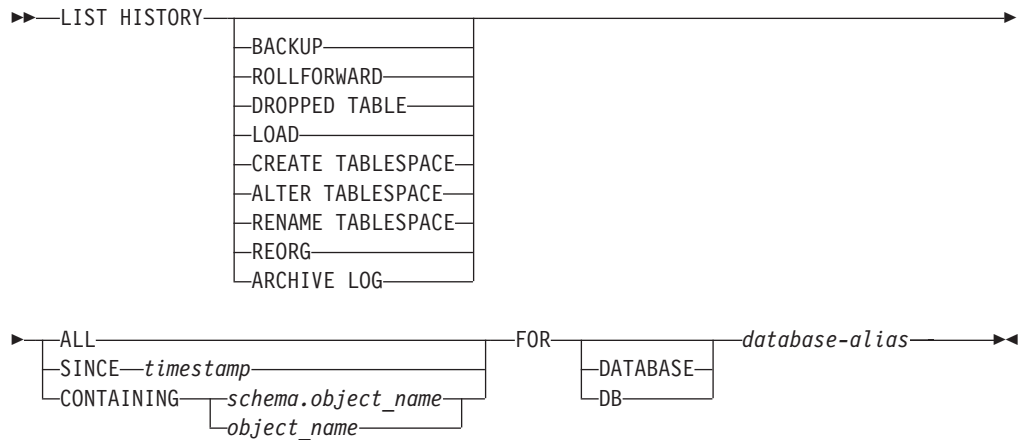 LIST HISTORY
BACKUP
ROLLFORWARD
DROPPED TABLE
LOAD
CREATE TABLESPACE
ALTER TABLESPACE
RENAME TABLESPACE
REORG
ARCHIVE LOG
ALL FOR database-alias
SINCE timestamp DATABASE
CONTAINING schema.object_name DB
object_name